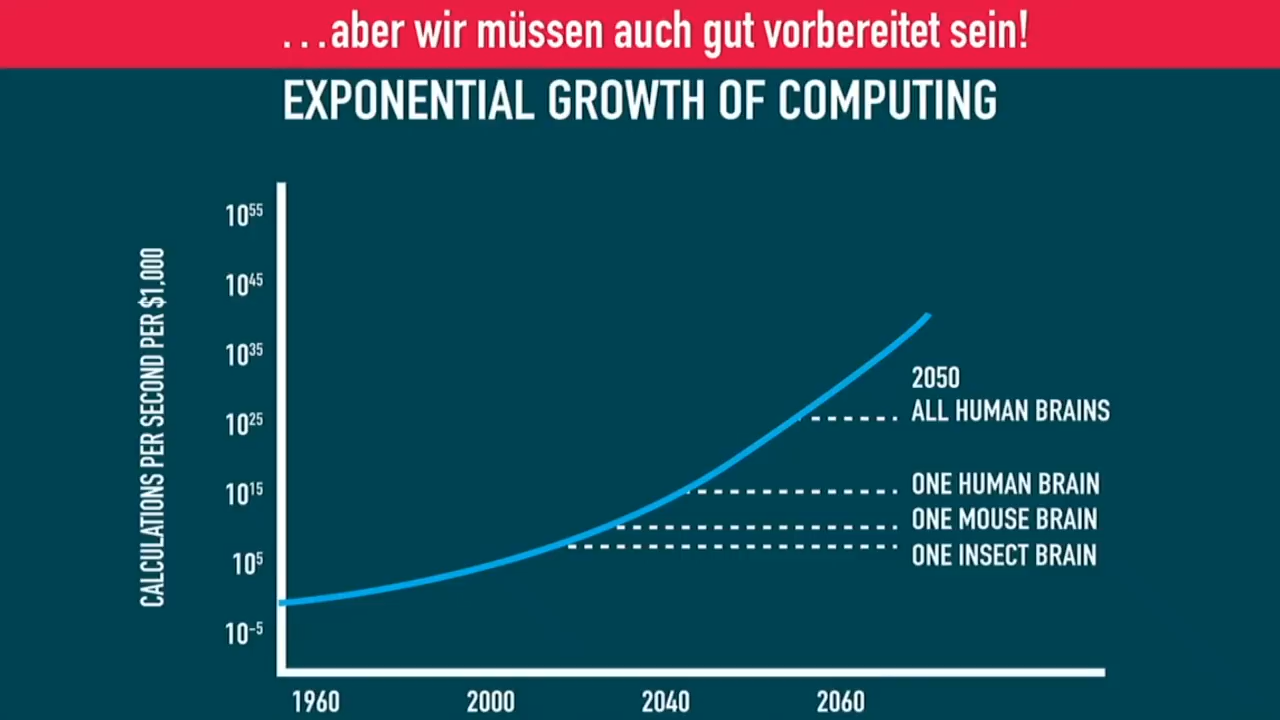 ...aber wir müssen auch gut vorbereitet sein!
EXPONENTIAL GROWTH OF COMPUTING
CALCULATIONS PER SECOND PER $1,000
10⁵⁵
10⁴⁵
10³⁵
10²⁵
10¹⁵
10⁵
10⁻⁵
2050
ALL HUMAN BRAINS
ONE HUMAN BRAIN
ONE MOUSE BRAIN
ONE INSECT BRAIN
1960 2000 2040 2060